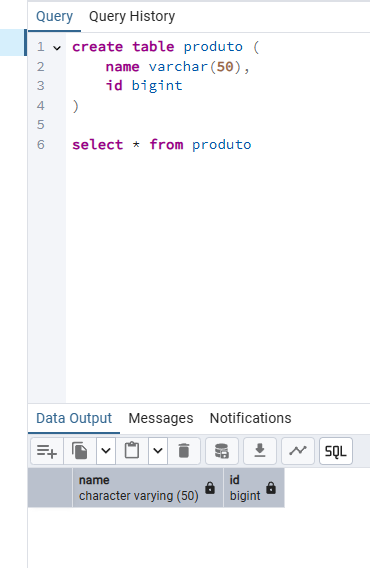 Query Query History
1 create table produto (
2 name varchar(50),
3 id bigint
4 )
5
6 select * from produto
Data Output Messages Notifications
SQL
name id
character varying (50) bigint